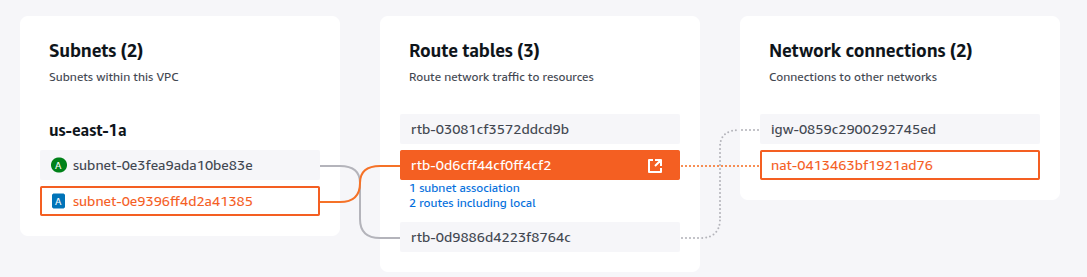 Subnets (2)
Subnets within this VPC
us-east-1a
A subnet-0e3fea9ada10be83e
A subnet-0e9396ff4d2a41385
Route tables (3)
Route network traffic to resources
rtb-03081cf3572ddcd9b
rtb-0d6cff44cf0ff4cf2
1 subnet association
2 routes including local
rtb-0d9886d4223f8764c
Network connections (2)
Connections to other networks
igw-0859c2900292745ed
nat-0413463bf1921ad76